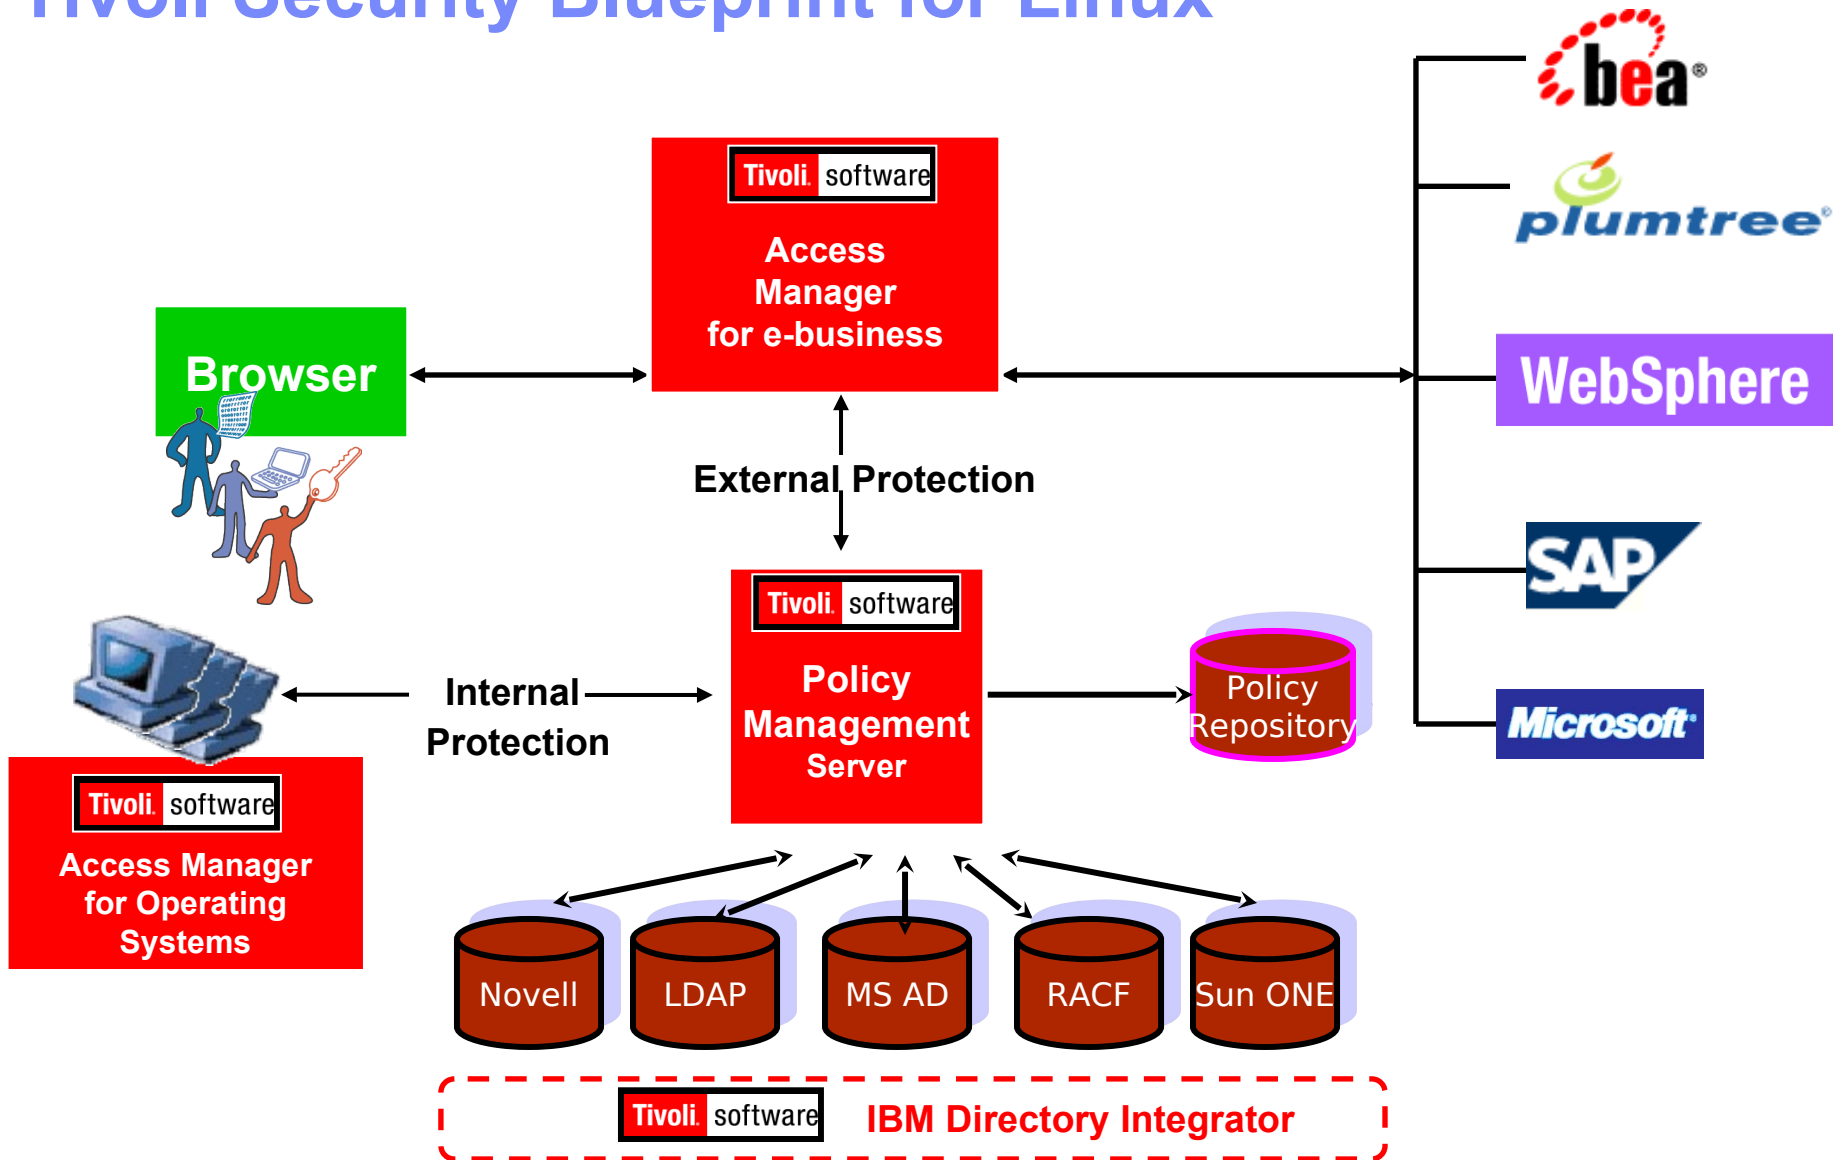 Tivoli Security Blueprint for Linux
bea®
Tivoli. software
plumtree®
Access
Manager
for e-business
Browser
WebSphere
External Protection
SAP
Tivoli. software
Policy
Management
Server
Policy
Repository
Internal
Protection
Microsoft
Tivoli. software
Access Manager
for Operating
Systems
Novell
LDAP
MS AD
RACF
Sun ONE
Tivoli. software
IBM Directory Integrator